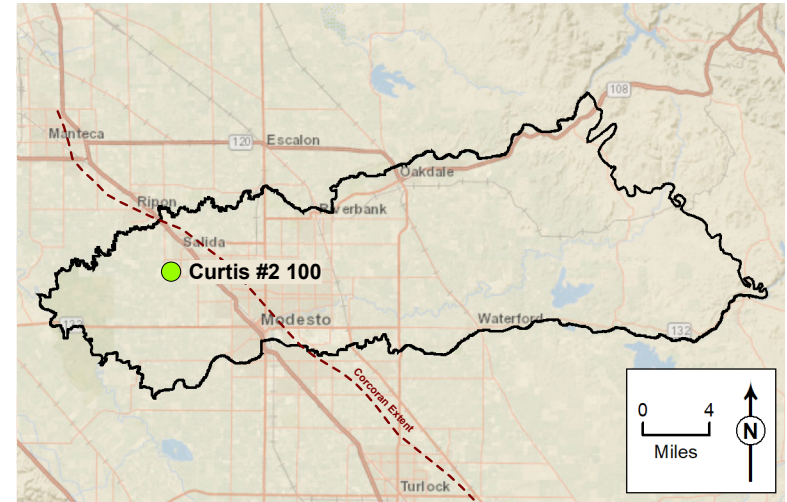 108
Manteca
120
Escalon
Oakdale
Ripon
Riverbank
Salida
Curtis #2 100
132
Modesto
Waterford
132
Corcoran Extent
0 4
Miles
N
Turlock